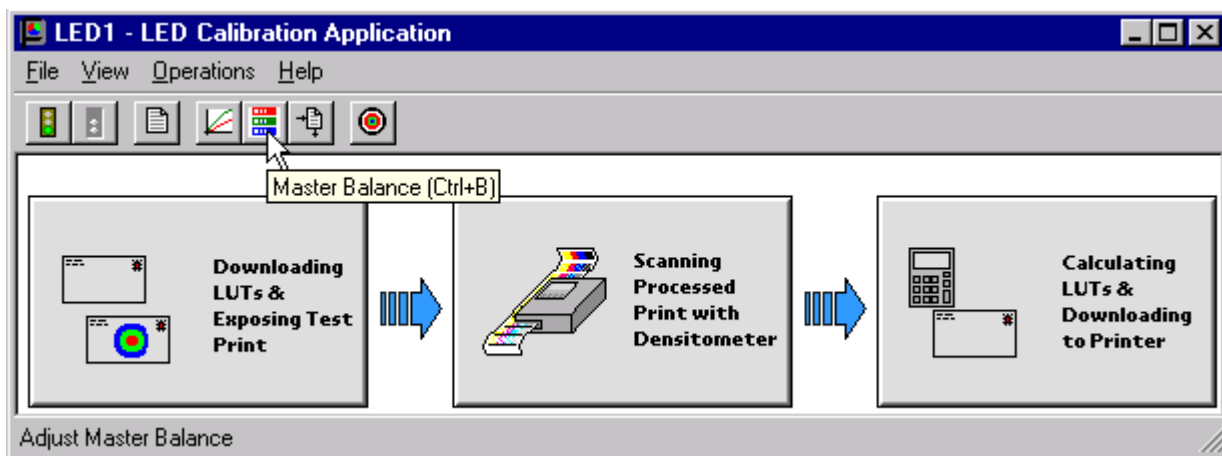 LED1 - LED Calibration Application
File View Operations Help
Master Balance (Ctrl+B)
Downloading
LUTs &
Exposing Test
Print
Scanning
Processed
Print with
Densitometer
Calculating
LUTs &
Downloading
to Printer
Adjust Master Balance